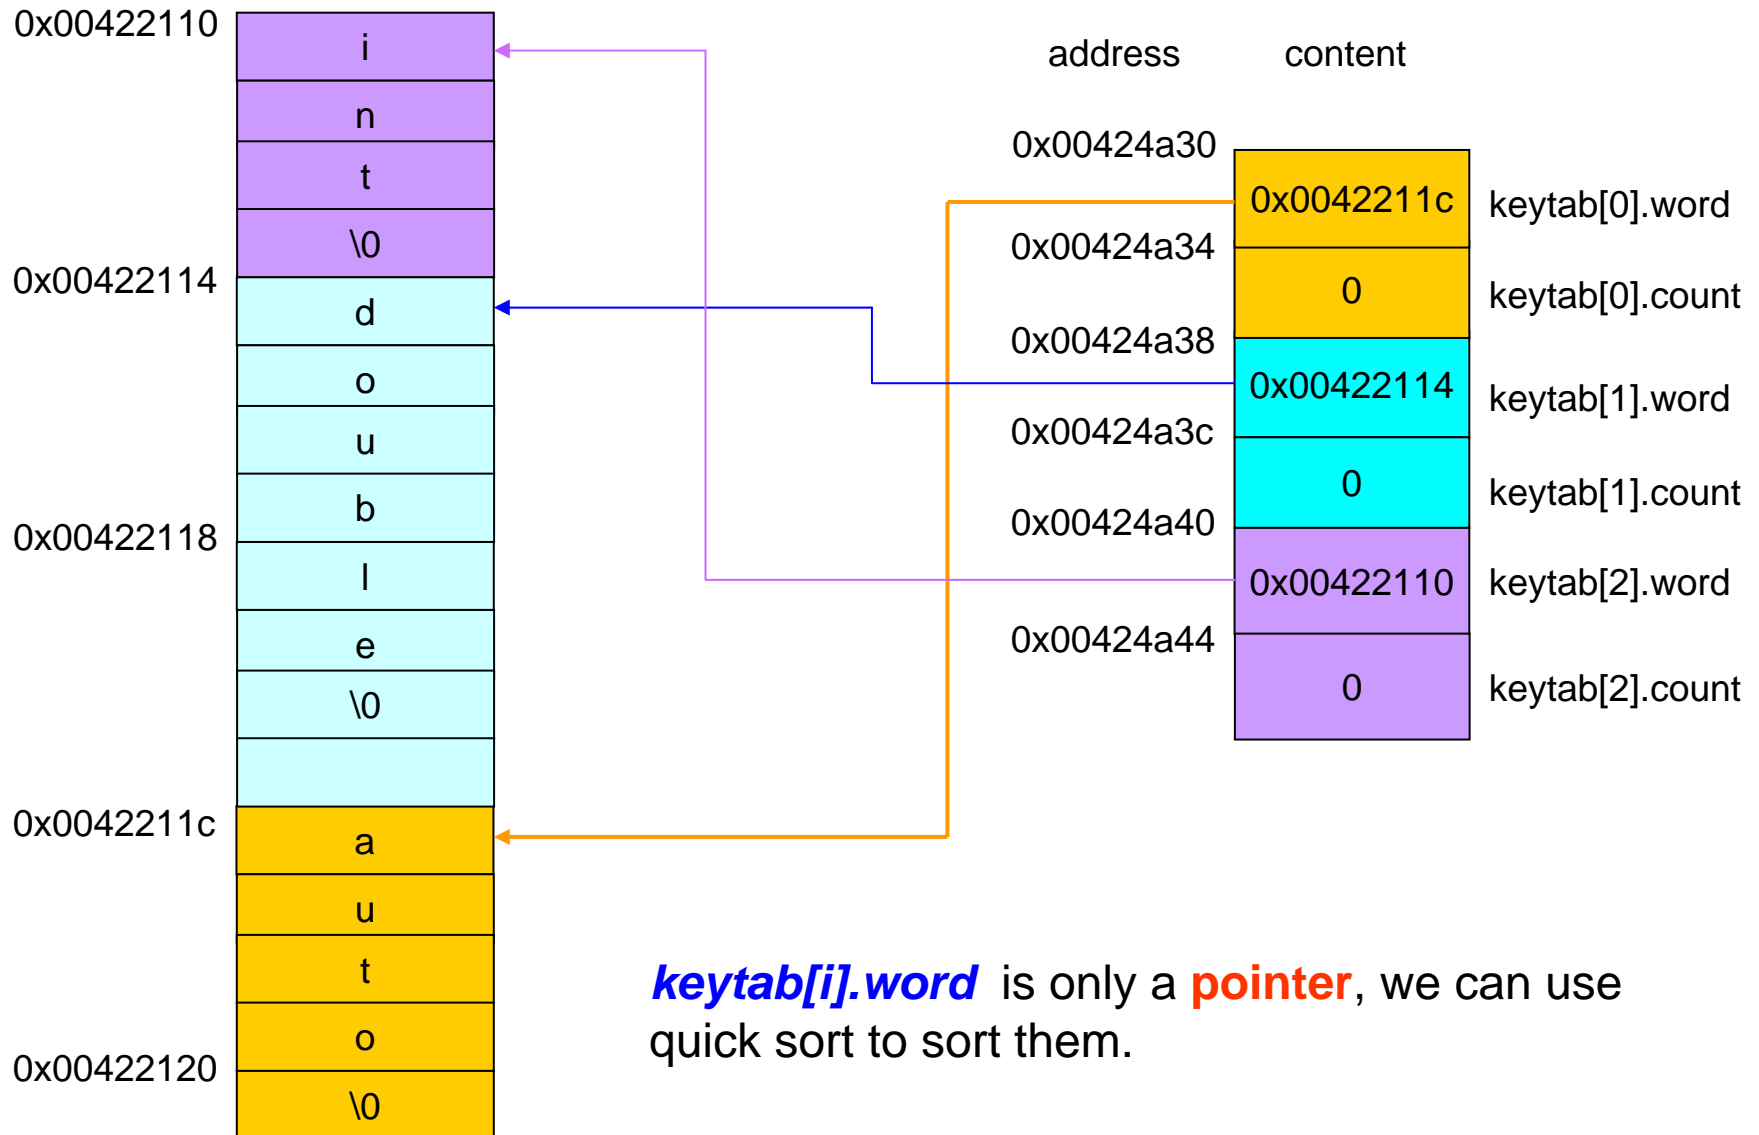 0x00422110
i
n
t
\0
0x00422114
d
o
u
b
0x00422118
l
e
\0
0x0042211c
a
u
t
o
0x00422120
\0
address content
0x00424a30
0x0042211c keytab[0].word
0x00424a34
0 keytab[0].count
0x00424a38
0x00422114 keytab[1].word
0x00424a3c
0 keytab[1].count
0x00424a40
0x00422110 keytab[2].word
0x00424a44
0 keytab[2].count
keytab[i].word is only a pointer, we can use
quick sort to sort them.